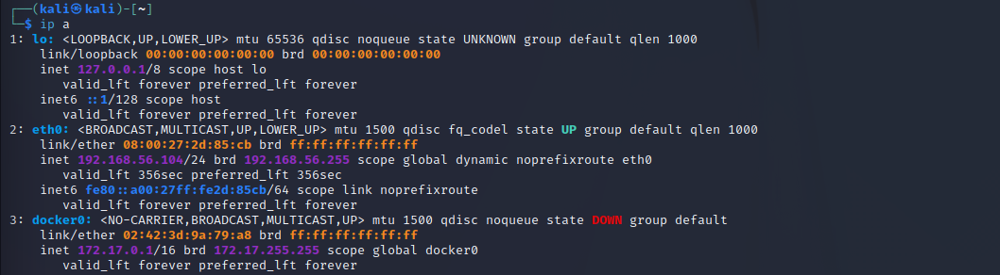 ┌──(kali㉿kali)-[~]
└─$ ip a
1: lo: <LOOPBACK,UP,LOWER_UP> mtu 65536 qdisc noqueue state UNKNOWN group default qlen 1000
    link/loopback 00:00:00:00:00:00 brd 00:00:00:00:00:00
    inet 127.0.0.1/8 scope host lo
       valid_lft forever preferred_lft forever
    inet6 ::1/128 scope host
       valid_lft forever preferred_lft forever
2: eth0: <BROADCAST,MULTICAST,UP,LOWER_UP> mtu 1500 qdisc fq_codel state UP group default qlen 1000
    link/ether 08:00:27:2d:85:cb brd ff:ff:ff:ff:ff:ff
    inet 192.168.56.104/24 brd 192.168.56.255 scope global dynamic noprefixroute eth0
       valid_lft 356sec preferred_lft 356sec
    inet6 fe80::a00:27ff:fe2d:85cb/64 scope link noprefixroute
       valid_lft forever preferred_lft forever
3: docker0: <NO-CARRIER,BROADCAST,MULTICAST,UP> mtu 1500 qdisc noqueue state DOWN group default
    link/ether 02:42:3d:9a:79:a8 brd ff:ff:ff:ff:ff:ff
    inet 172.17.0.1/16 brd 172.17.255.255 scope global docker0
       valid_lft forever preferred_lft forever